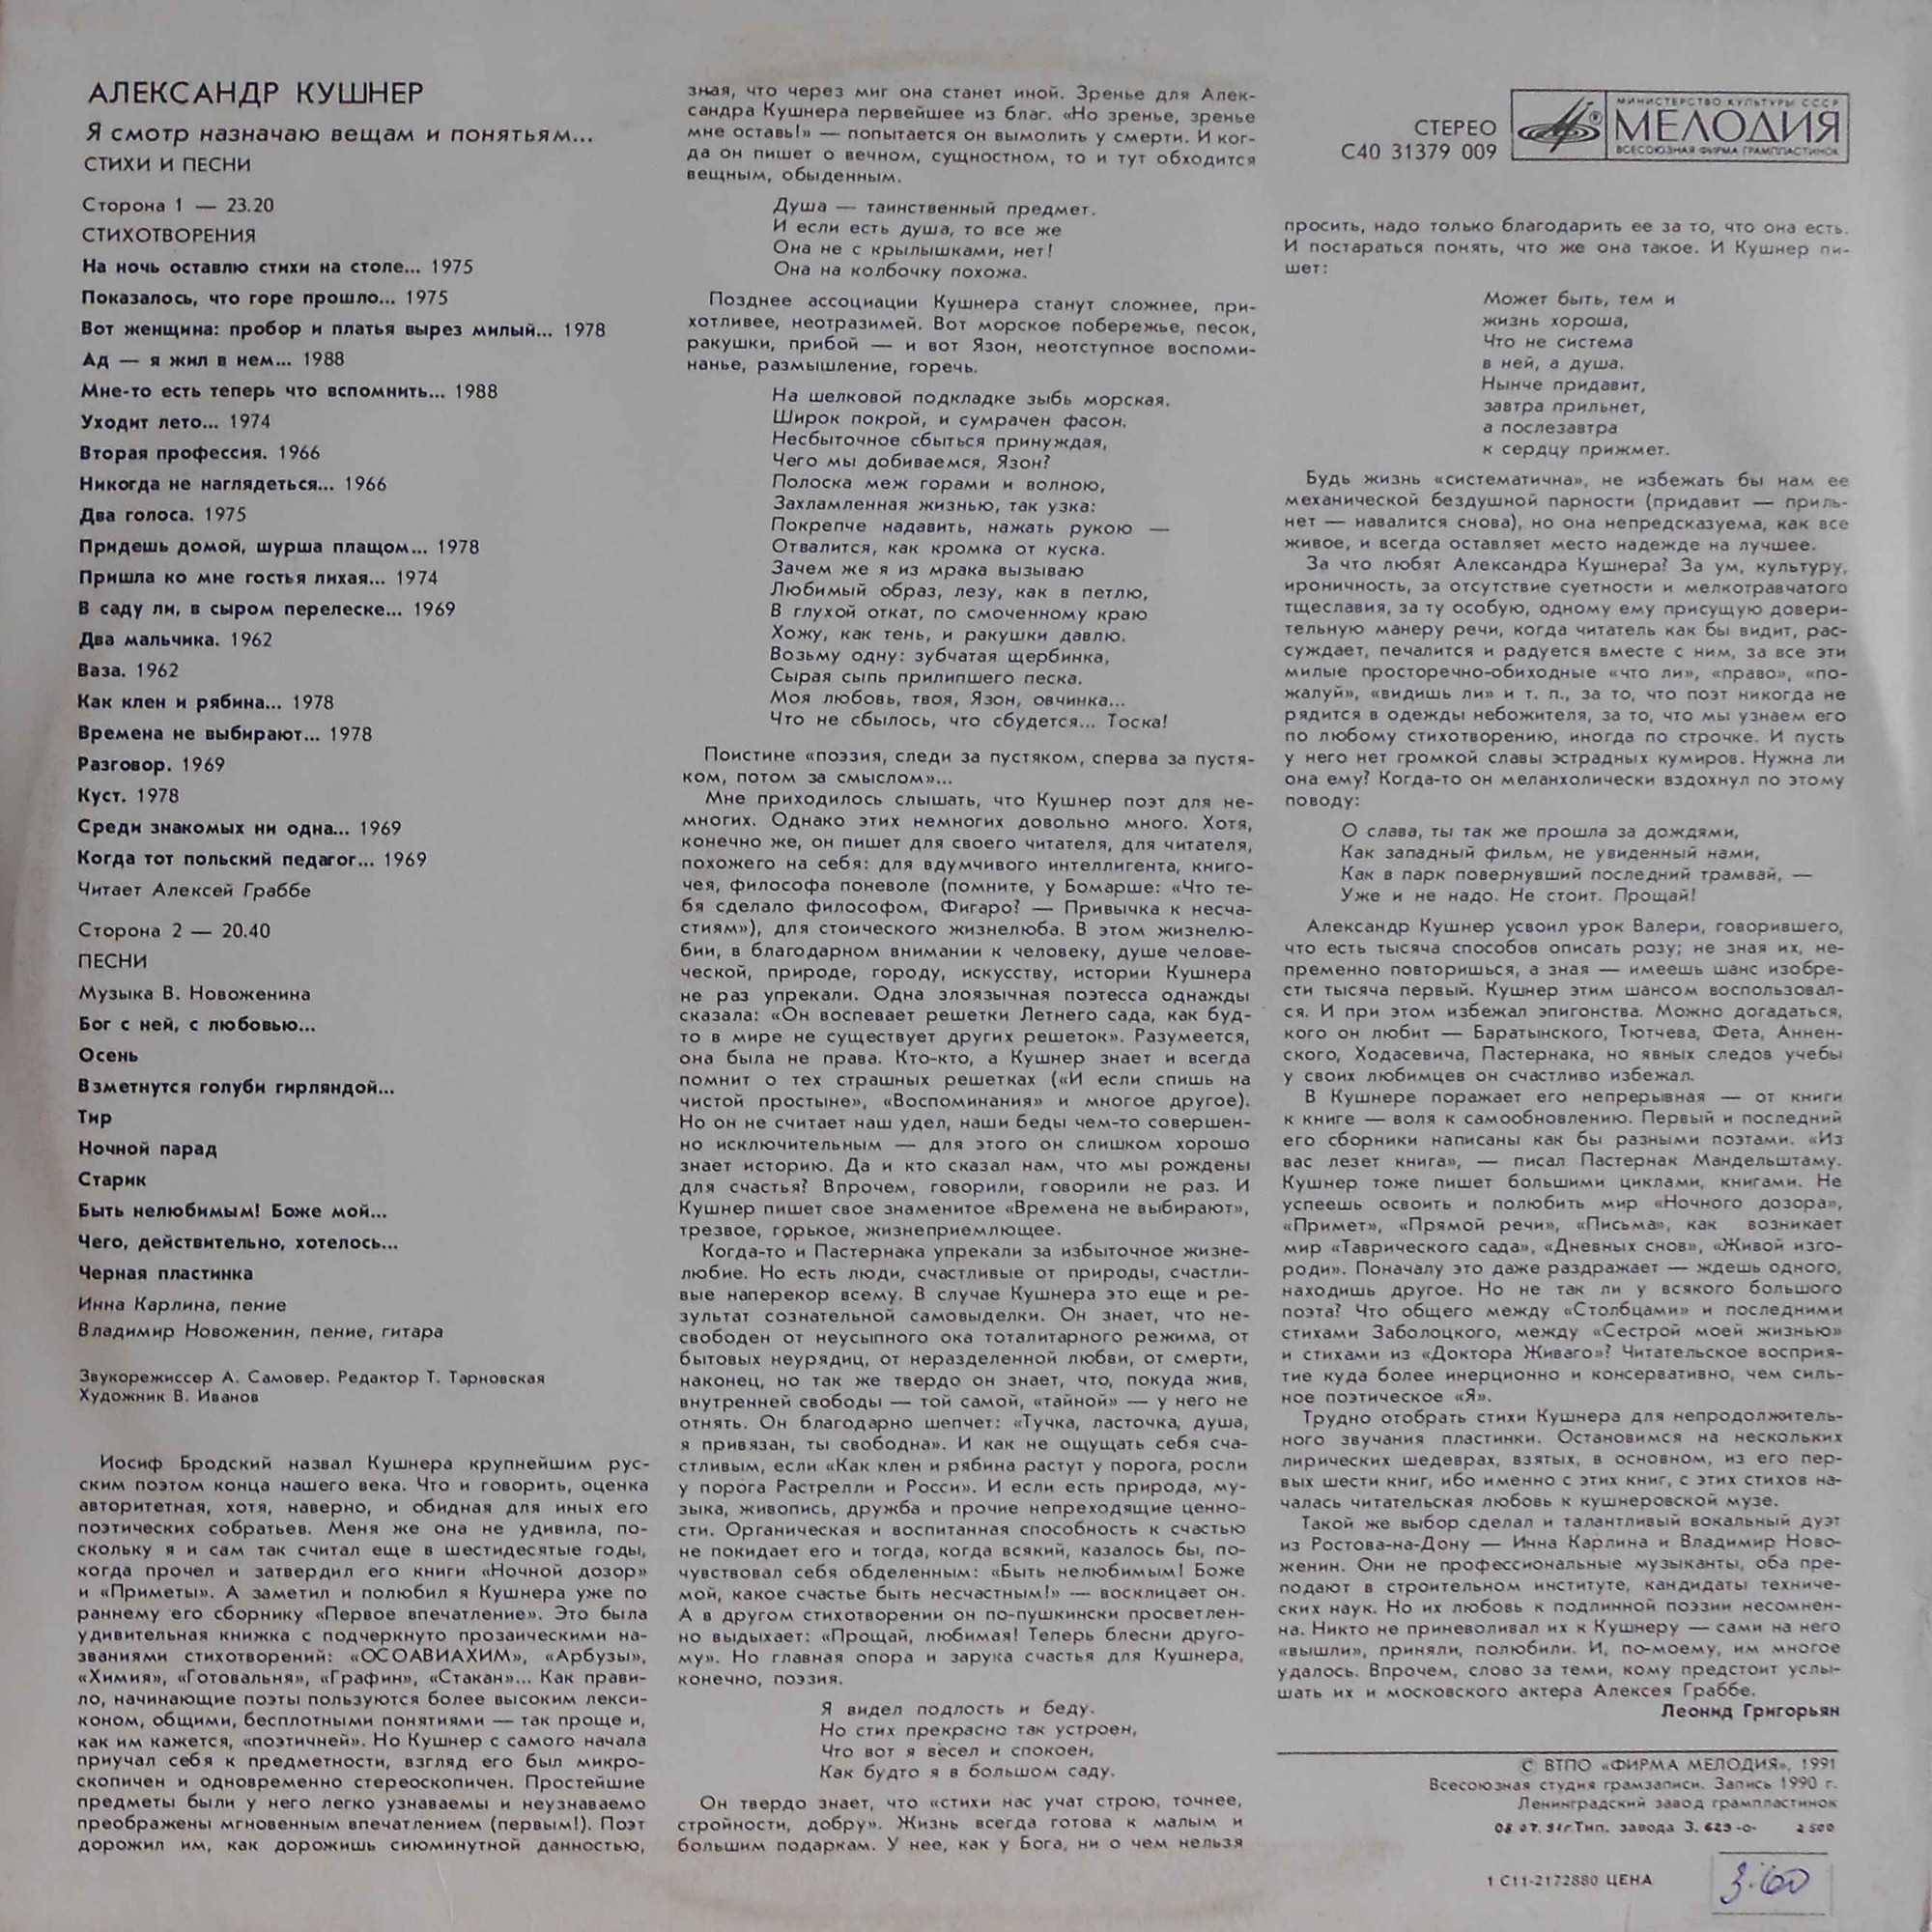 АЛЕКСАНДР КУШНЕР
Я смотр назначаю вещам и понятьям...
СТИХИ И ПЕСНИ
Сторона 1 — 23.20
СТИХОТВОРЕНИЯ
На ночь оставлю стихи на столе... 1975
Показалось, что горе прошло... 1975
Вот женщина: пробор и платья вырез милый... 1978
Ад — я жил в нем... 1988
Мне-то есть теперь что вспомнить... 1988
Уходит лето... 1974
Вторая профессия. 1966
Никогда не наглядеться... 1966
Два голоса. 1975
Придешь домой, шурша плащом... 1978
Пришла ко мне гостья лихая... 1974
В саду ли, в сыром перелеске... 1969
Два мальчика. 1962
Ваза. 1962
Как клен и рябина... 1978
Времена не выбирают... 1978
Разговор. 1969
Куст. 1978
Среди знакомых ни одна... 1969
Когда тот польский педагог... 1969
Читает Алексей Граббе
Сторона 2 — 20.40
ПЕСНИ
Музыка В. Новоженина
Бог с ней, с любовью...
Осень
Взметнутся голуби гирляндой...
Тир
Ночной парад
Старик
Быть нелюбимым! Боже мой...
Чего, действительно, хотелось...
Черная пластинка
Инна Карлина, пение
Владимир Новоженин, пение, гитара
Звукорежиссер А. Самовер. Редактор Т. Тарновская
Художник В. Иванов
Иосиф Бродский назвал Кушнера крупнейшим рус-
ским поэтом конца нашего века. Что и говорить, оценка
авторитетная, хотя, наверно, и обидная для иных его
поэтических собратьев. Меня же она не удивила, по-
скольку я и сам так считал еще в шестидесятые годы,
когда прочел и затвердил его книги «Ночной дозор»
и «Приметы». А заметил и полюбил я Кушнера уже по
раннему его сборнику «Первое впечатление». Это была
удивительная книжка с подчеркнуто прозаическими на-
званиями стихотворений: «ОСОАВИАХИМ», «Арбузы»,
«Химия», «Готовальня», «Графин», «Стакан»... Как прави-
ло, начинающие поэты пользуются более высоким лекси-
коном, общими, бесплотными понятиями — так проще и,
как им кажется, «поэтичней». Но Кушнер с самого начала
приучал себя к предметности, взгляд его был микро-
скопичен и одновременно стереоскопичен. Простейшие
предметы были у него легко узнаваемы и неузнаваемо
преображены мгновенным впечатлением (первым!). Поэт
дорожил им, как дорожишь сиюминутной данностью,
зная, что через миг она станет иной. Зренье для Алек-
сандра Кушнера первейшее из благ. «Но зренье, зренье
мне оставь!» — попытается он вымолить у смерти. И ког-
да он пишет о вечном, сущностном, то и тут обходится
вещным, обыденным.
Душа — таинственный предмет.
И если есть душа, то все же
Она не с крылышками, нет!
Она на колбочку похожа.
Позднее ассоциации Кушнера станут сложнее, при-
хотливее, неотразимей. Вот морское побережье, песок,
ракушки, прибой — и вот Язон, неотступное воспоми-
нанье, размышление, горечь.
На шелковой подкладке зыбь морская.
Широк покрой, и сумрачен фасон.
Несбыточное сбыться принуждая,
Чего мы добиваемся, Язон?
Полоска меж горами и волною,
Захламленная жизнью, так узка:
Покрепче надавить, нажать рукою —
Отвалится, как кромка от куска.
Зачем же я из мрака вызываю
Любимый образ, лезу, как в петлю,
В глухой откат, по смоченному краю
Хожу, как тень, и ракушки давлю.
Возьму одну: зубчатая щербинка,
Сырая сыпь прилипшего песка.
Моя любовь, твоя, Язон, овчинка...
Что не сбылось, что сбудется... Тоска!
Поистине «поэзия, следи за пустяком, сперва за пустя-
ком, потом за смыслом»...
Мне приходилось слышать, что Кушнер поэт для не-
многих. Однако этих немногих довольно много. Хотя,
конечно же, он пишет для своего читателя, для читателя,
похожего на себя: для вдумчивого интеллигента, книго-
чея, философа поневоле (помните, у Бомарше: «Что те-
бя сделало философом, Фигаро? — Привычка к несча-
стиям»), для стоического жизнелюба. В этом жизнелю-
бии, в благодарном внимании к человеку, душе челове-
ческой, природе, городу, искусству, истории Кушнера
не раз упрекали. Одна злоязычная поэтесса однажды
сказала: «Он воспевает решетки Летнего сада, как буд-
то в мире не существует других решеток». Разумеется,
она была не права. Кто-кто, а Кушнер знает и всегда
помнит о тех страшных решетках («И если спишь на
чистой простыне», «Воспоминания» и многое другое).
Но он не считает наш удел, наши беды чем-то совершен-
но исключительным — для этого он слишком хорошо
знает историю. Да и кто сказал нам, что мы рождены
для счастья? Впрочем, говорили, говорили не раз. И
Кушнер пишет свое знаменитое «Времена не выбирают»,
трезвое, горькое, жизнеприемлющее.
Когда-то и Пастернака упрекали за избыточное жизне-
любие. Но есть люди, счастливые от природы, счастли-
вые наперекор всему. В случае Кушнера это еще и ре-
зультат сознательной самовыделки. Он знает, что не-
свободен от неусыпного ока тоталитарного режима, от
бытовых неурядиц, от неразделенной любви, от смерти,
наконец, но так же твердо он знает, что, покуда жив,
внутренней свободы — той самой, «тайной» — у него не
отнять. Он благодарно шепчет: «Тучка, ласточка, душа,
я привязан, ты свободна». И как не ощущать себя сча-
стливым, если «Как клен и рябина растут у порога, росли
у порога Растрелли и Росси». И если есть природа, му-
зыка, живопись, дружба и прочие непреходящие ценно-
сти. Органическая и воспитанная способность к счастью
не покидает его и тогда, когда всякий, казалось бы, по-
чувствовал себя обделенным: «Быть нелюбимым! Боже
мой, какое счастье быть несчастным!» — восклицает он.
А в другом стихотворении он по-пушкински просветлен-
но выдыхает: «Прощай, любимая! Теперь блесни друго-
му». Но главная опора и зарука счастья для Кушнера,
конечно, поэзия.
Я видел подлость и беду.
Но стих прекрасно так устроен,
Что вот я весел и спокоен,
Как будто я в большом саду.
Он твердо знает, что «стихи нас учат строю, точнее,
стройности, добру». Жизнь всегда готова к малым и
большим подаркам. У нее, как у Бога, ни о чем нельзя
СТЕРЕО
С40 31379 009
МИНИСТЕРСТВО КУЛЬТУРЫ СССР
МЕЛОДИЯ
ВСЕСОЮЗНАЯ ФИРМА ГРАМПЛАСТИНОК
просить, надо только благодарить ее за то, что она есть.
И постараться понять, что же она такое. И Кушнер пи-
шет:
Может быть, тем и
жизнь хороша,
Что не система
в ней, а душа.
Нынче придавит,
завтра прильнет,
а послезавтра
к сердцу прижмет.
Будь жизнь «систематична», не избежать бы нам ее
механической бездушной парности (придавит — приль-
нет — навалится снова), но она непредсказуема, как все
живое, и всегда оставляет место надежде на лучшее.
За что любят Александра Кушнера? За ум, культуру,
ироничность, за отсутствие суетности и мелкотравчатого
тщеславия, за ту особую, одному ему присущую довери-
тельную манеру речи, когда читатель как бы видит, рас-
суждает, печалится и радуется вместе с ним, за все эти
милые просторечно-обиходные «что ли», «право», «по-
жалуй», «видишь ли» и т. п., за то, что поэт никогда не
рядится в одежды небожителя, за то, что мы узнаем его
по любому стихотворению, иногда по строчке. И пусть
у него нет громкой славы эстрадных кумиров. Нужна ли
она ему? Когда-то он меланхолически вздохнул по этому
поводу:
О слава, ты так же прошла за дождями,
Как западный фильм, не увиденный нами,
Как в парк повернувший последний трамвай, —
Уже и не надо. Не стоит. Прощай!
Александр Кушнер усвоил урок Валери, говорившего,
что есть тысяча способов описать розу; не зная их, не-
пременно повторишься, а зная — имеешь шанс изобре-
сти тысяча первый. Кушнер этим шансом воспользовал-
ся. И при этом избежал эпигонства. Можно догадаться,
кого он любит — Баратынского, Тютчева, Фета, Аннен-
ского, Ходасевича, Пастернака, но явных следов учебы
у своих любимцев он счастливо избежал.
В Кушнере поражает его непрерывная — от книги
к книге — воля к самообновлению. Первый и последний
его сборники написаны как бы разными поэтами. «Из
вас лезет книга», — писал Пастернак Мандельштаму.
Кушнер тоже пишет большими циклами, книгами. Не
успеешь освоить и полюбить мир «Ночного дозора»,
«Примет», «Прямой речи», «Письма», как возникает
мир «Таврического сада», «Дневных снов», «Живой изго-
роди». Поначалу это даже раздражает — ждешь одного,
находишь другое. Но не так ли у всякого большого
поэта? Что общего между «Столбцами» и последними
стихами Заболоцкого, между «Сестрой моей жизнью»
и стихами из «Доктора Живаго»? Читательское восприя-
тие куда более инерционно и консервативно, чем силь-
ное поэтическое «Я».
Трудно отобрать стихи Кушнера для непродолжитель-
ного звучания пластинки. Остановимся на нескольких
лирических шедеврах, взятых, в основном, из его пер-
вых шести книг, ибо именно с этих книг, с этих стихов на-
чалась читательская любовь к кушнеровской музе.
Такой же выбор сделал и талантливый вокальный дуэт
из Ростова-на-Дону — Инна Карлина и Владимир Ново-
женин. Они не профессиональные музыканты, оба пре-
подают в строительном институте, кандидаты техниче-
ских наук. Но их любовь к подлинной поэзии несомнен-
на. Никто не приневоливал их к Кушнеру — сами на него
«вышли», приняли, полюбили. И, по-моему, им многое
удалось. Впрочем, слово за теми, кому предстоит услы-
шать их и московского актера Алексея Граббе.
Леонид Григорьян
© ВТПО «ФИРМА МЕЛОДИЯ», 1991
Всесоюзная студия грамзаписи. Запись 1990 г.
Ленинградский завод грампластинок
08.07.91г. Тип. завода З. 629-0- 2500
1 С11-2172880 ЦЕНА
3-60